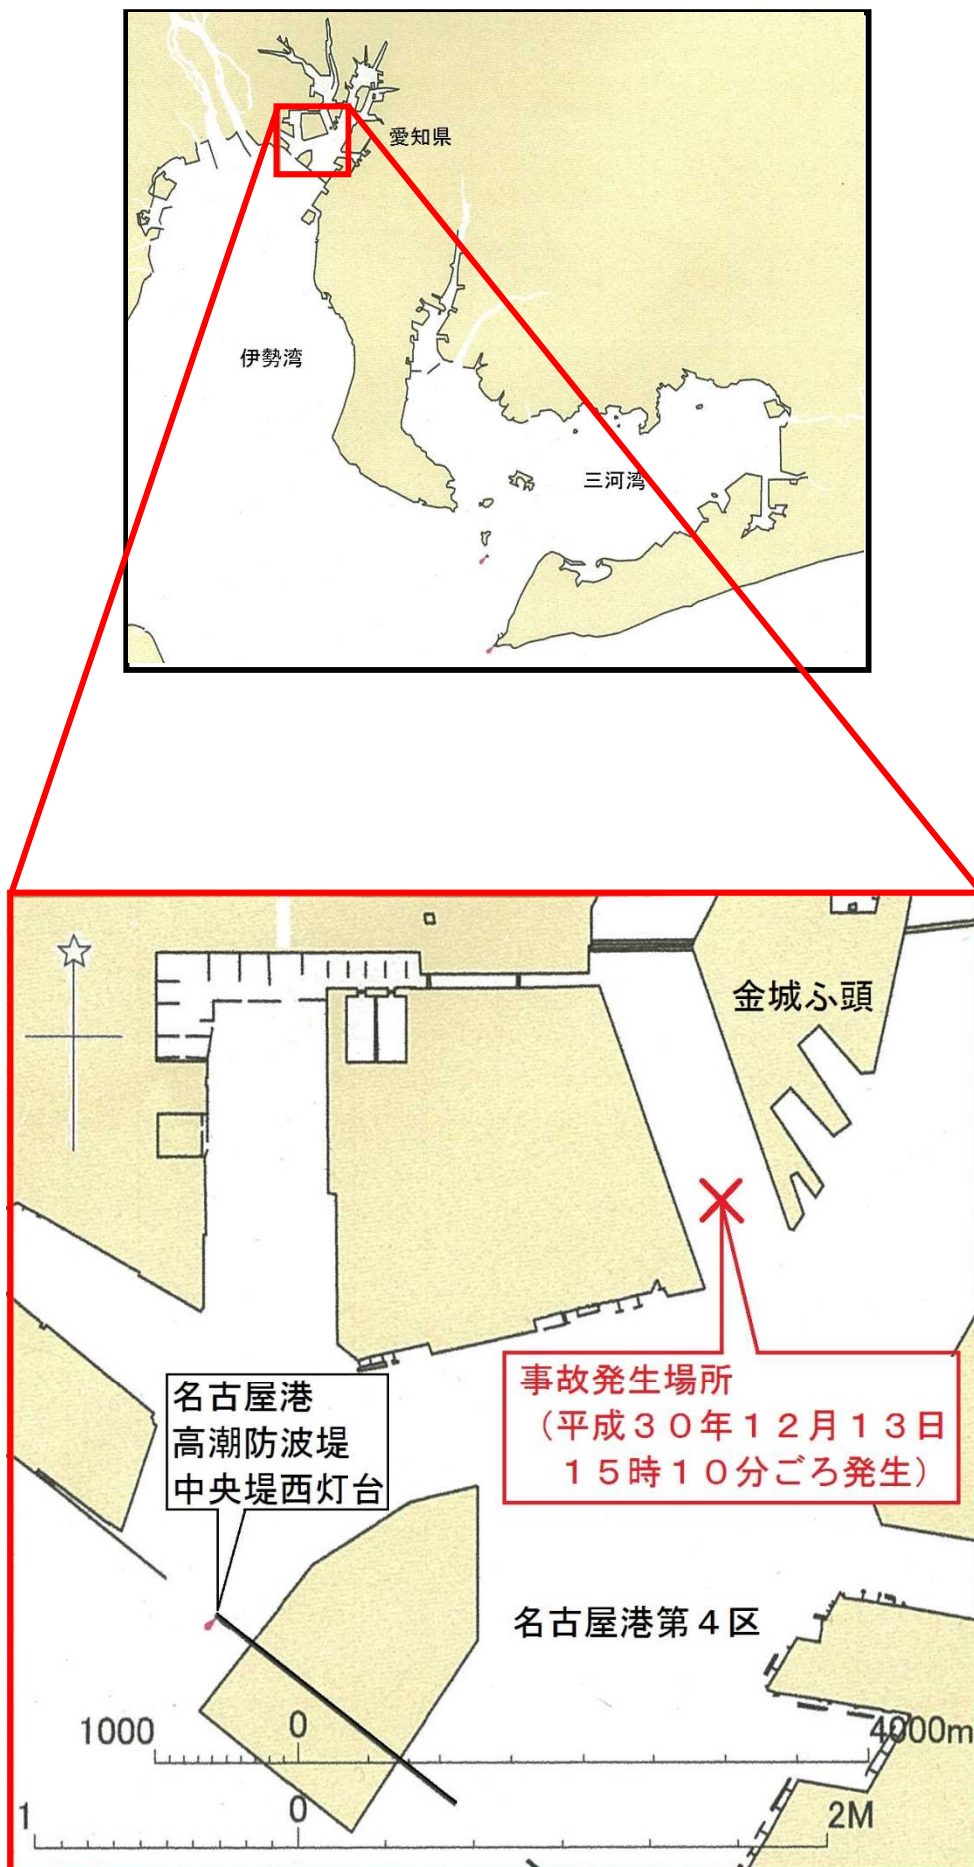 愛知県
伊勢湾
三河湾
金城ふ頭
事故発生場所
（平成３０年１２月１３日
１５時１０分ごろ発生）
名古屋港
高潮防波堤
中央堤西灯台
名古屋港第４区
1000 0 4000m
1 0 2M